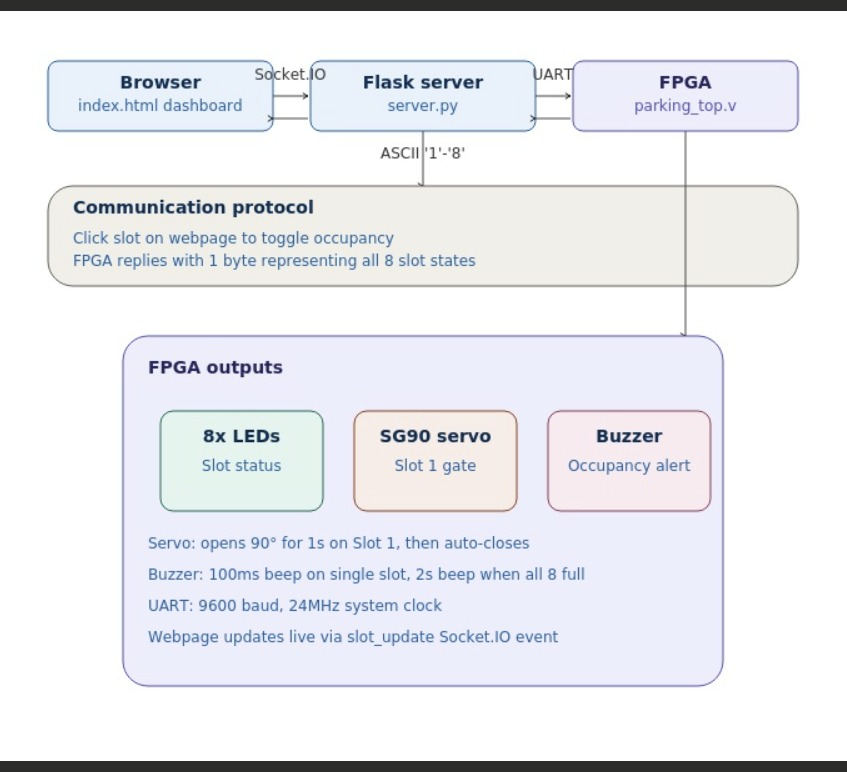 Socket.IO
UART
Browser
Flask server
FPGA
index.html dashboard
server.py
parking_top.v
ASCII '1'-'8'
Communication protocol
Click slot on webpage to toggle occupancy
FPGA replies with 1 byte representing all 8 slot states
FPGA outputs
8x LEDs
SG90 servo
Buzzer
Slot status
Slot 1 gate
Occupancy alert
Servo: opens 90° for 1s on Slot 1, then auto-closes
Buzzer: 100ms beep on single slot, 2s beep when all 8 full
UART: 9600 baud, 24MHz system clock
Webpage updates live via slot_update Socket.IO event